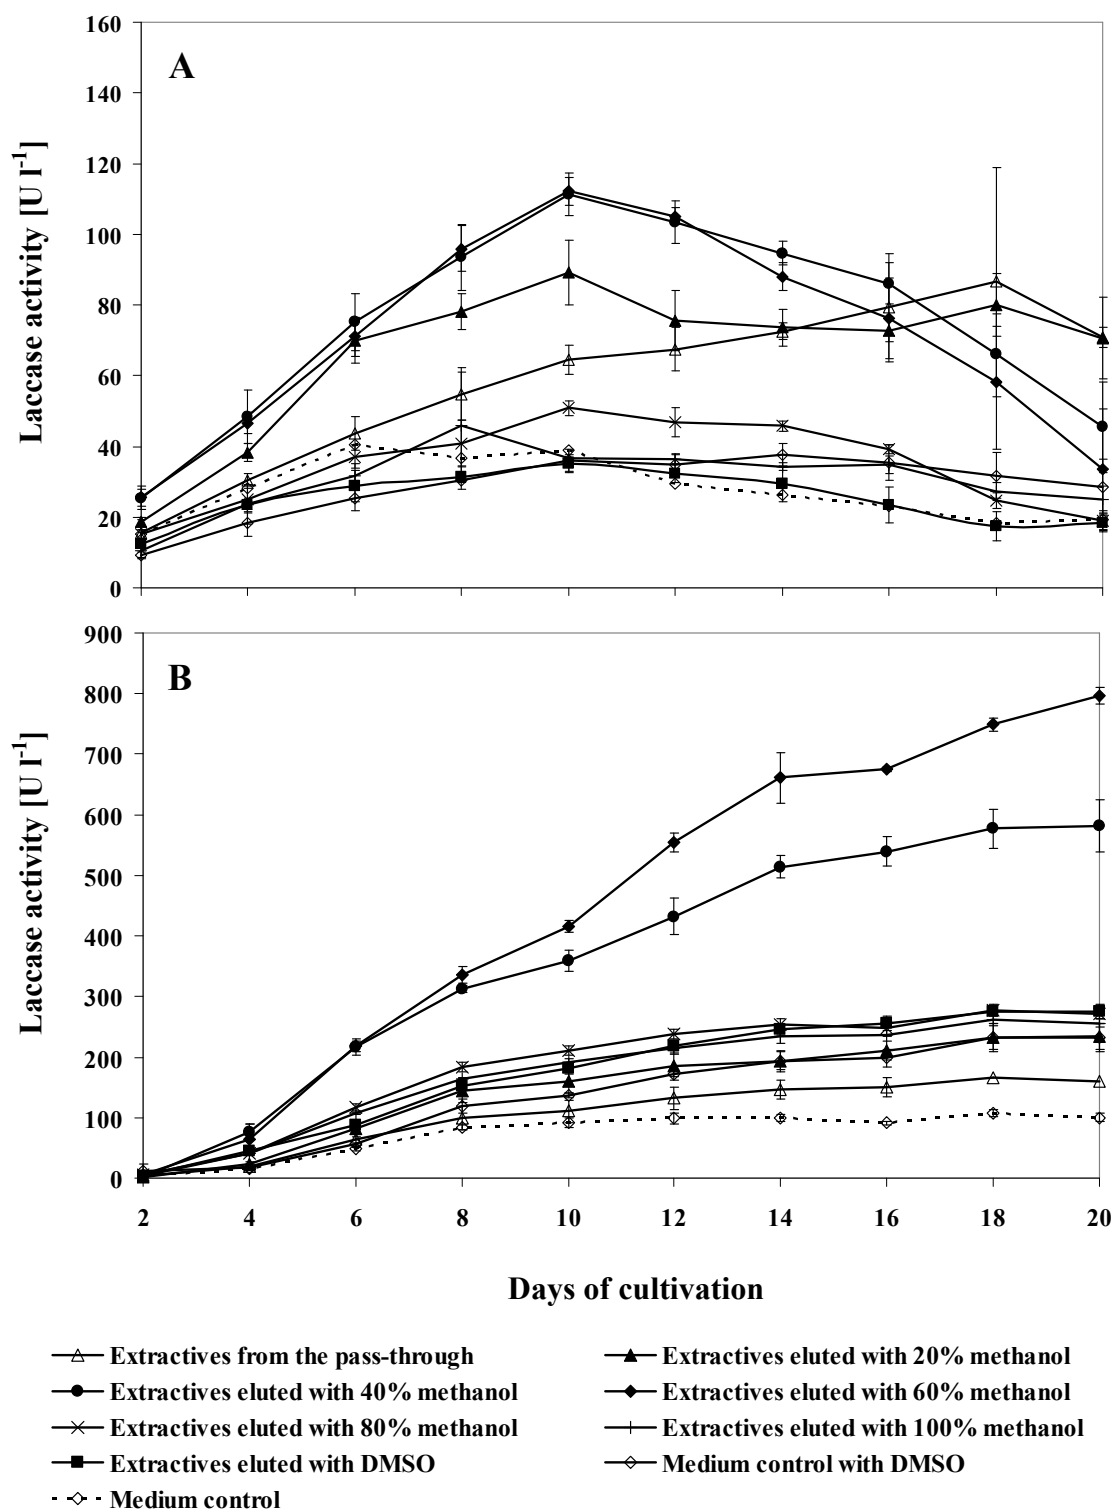 160
A
140
120
100
80
60
40
20
0
Laccase activity [U l-1]
900
B
800
700
600
500
400
300
200
100
0
Laccase activity [U l-1]
2 4 6 8 10 12 14 16 18 20
Days of cultivation
Extractives from the pass-through
Extractives eluted with 20% methanol
Extractives eluted with 40% methanol
Extractives eluted with 60% methanol
Extractives eluted with 80% methanol
Extractives eluted with 100% methanol
Extractives eluted with DMSO
Medium control with DMSO
Medium control